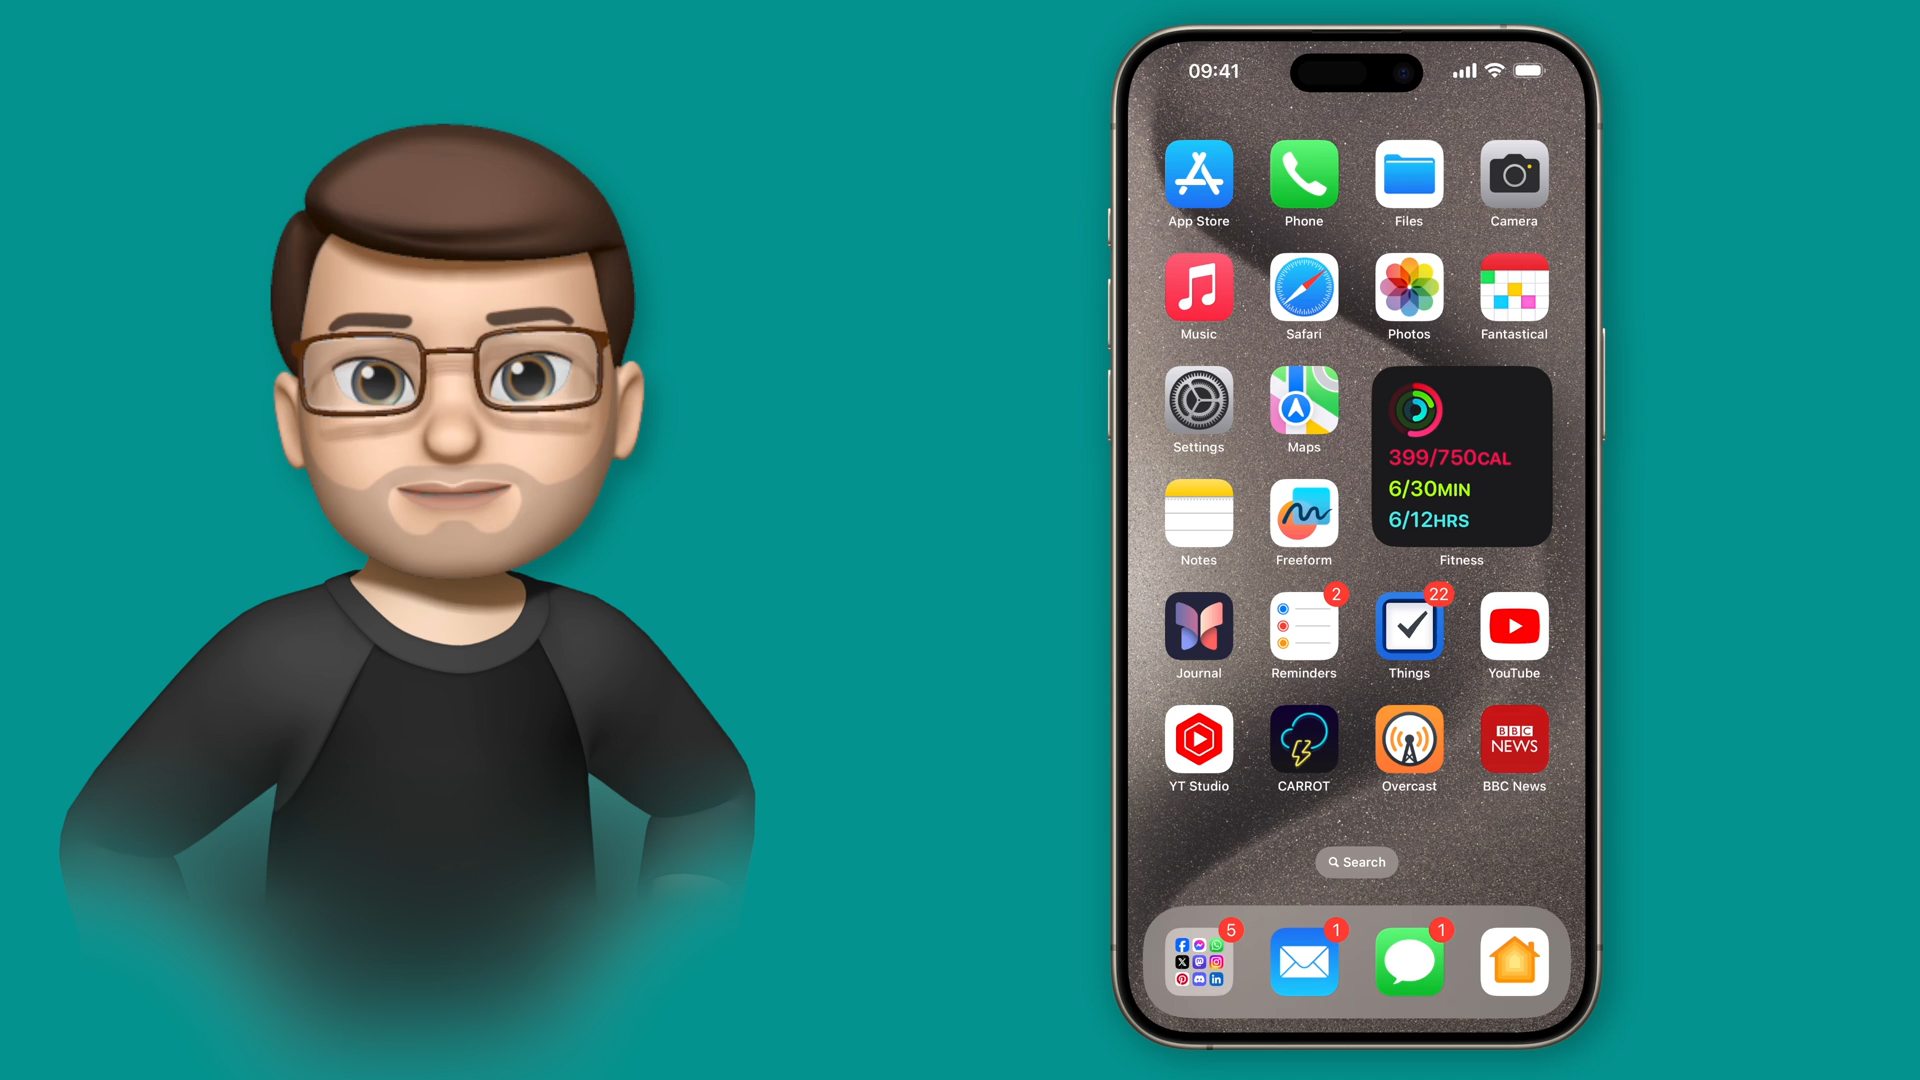 09:41
App Store
Phone
Files
Camera
Music
Safari
Photos
Fantastical
Settings
Maps
399/750CAL
6/30MIN
6/12HRS
Notes
Freeform
Fitness
2
22
Journal
Reminders
Things
YouTube
BBC
NEWS
YT Studio
CARROT
Overcast
BBC News
Search
5
1
1